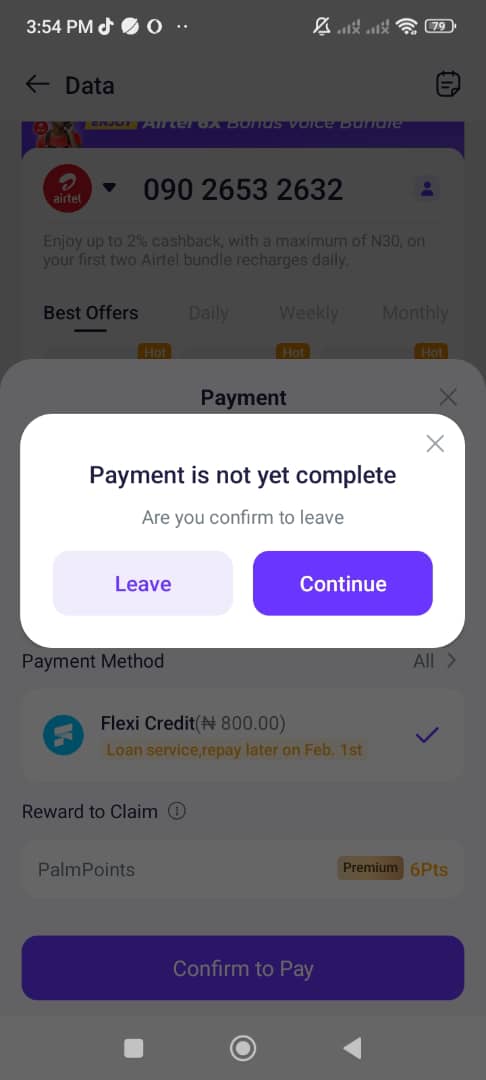 3:54 PM
79
Data
ENJOY Airtel 6X Bonus Voice Bundle
airtel
090 2653 2632
Enjoy up to 2% cashback, with a maximum of N30, on
your first two Airtel bundle recharges daily.
Best Offers Daily Weekly Monthly
Hot Hot Hot
Payment
Payment is not yet complete
Are you confirm to leave
Leave Continue
Payment Method All
Flexi Credit(₦ 800.00)
Loan service,repay later on Feb. 1st
Reward to Claim
PalmPoints Premium 6Pts
Confirm to Pay